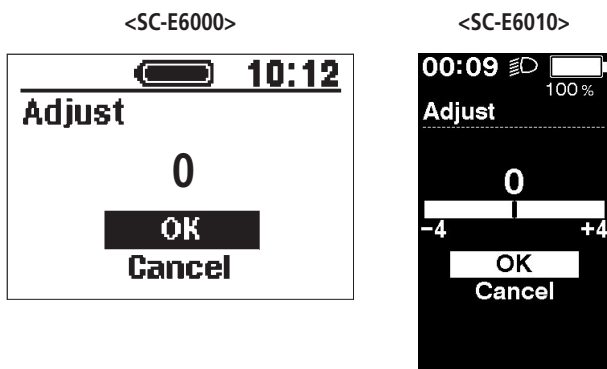 <SC-E6000>
10:12
Adjust
0
OK
Cancel
<SC-E6010>
00:09
100 %
Adjust
0
-4 +4
OK
Cancel